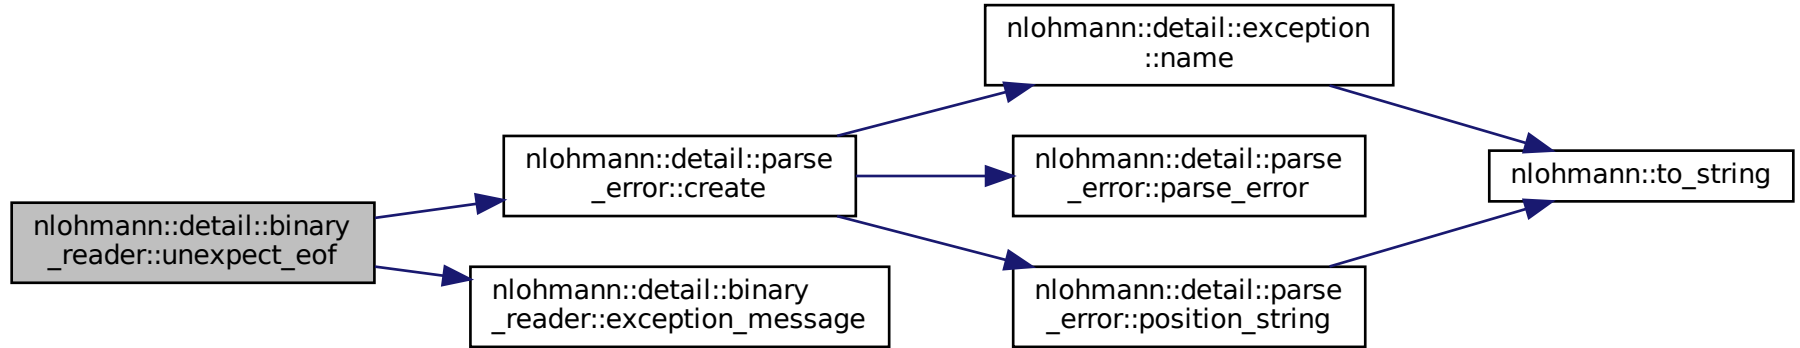 nlohmann::detail::binary
_reader::unexpect_eof
nlohmann::detail::parse
_error::create
nlohmann::detail::binary
_reader::exception_message
nlohmann::detail::exception
::name
nlohmann::detail::parse
_error::parse_error
nlohmann::detail::parse
_error::position_string
nlohmann::to_string